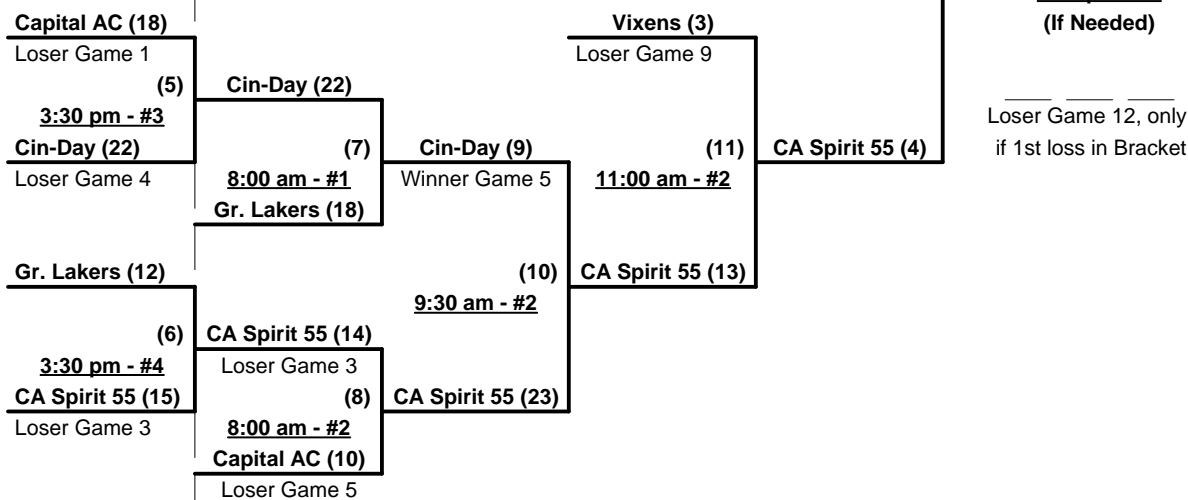 Capital AC (18)
Loser Game 1
(5)
3:30 pm - #3
Cin-Day (22)
Loser Game 4
Gr. Lakers (12)
(6)
3:30 pm - #4
CA Spirit 55 (15)
Loser Game 3
Cin-Day (22)
(7)
8:00 am - #1
Gr. Lakers (18)
CA Spirit 55 (14)
Loser Game 3
(8)
8:00 am - #2
Capital AC (10)
Loser Game 5
Cin-Day (9)
Winner Game 5
(10)
9:30 am - #2
CA Spirit 55 (23)
Vixens (3)
Loser Game 9
(11)
11:00 am - #2
CA Spirit 55 (13)
CA Spirit 55 (4)
(If Needed)
Loser Game 12, only
if 1st loss in Bracket